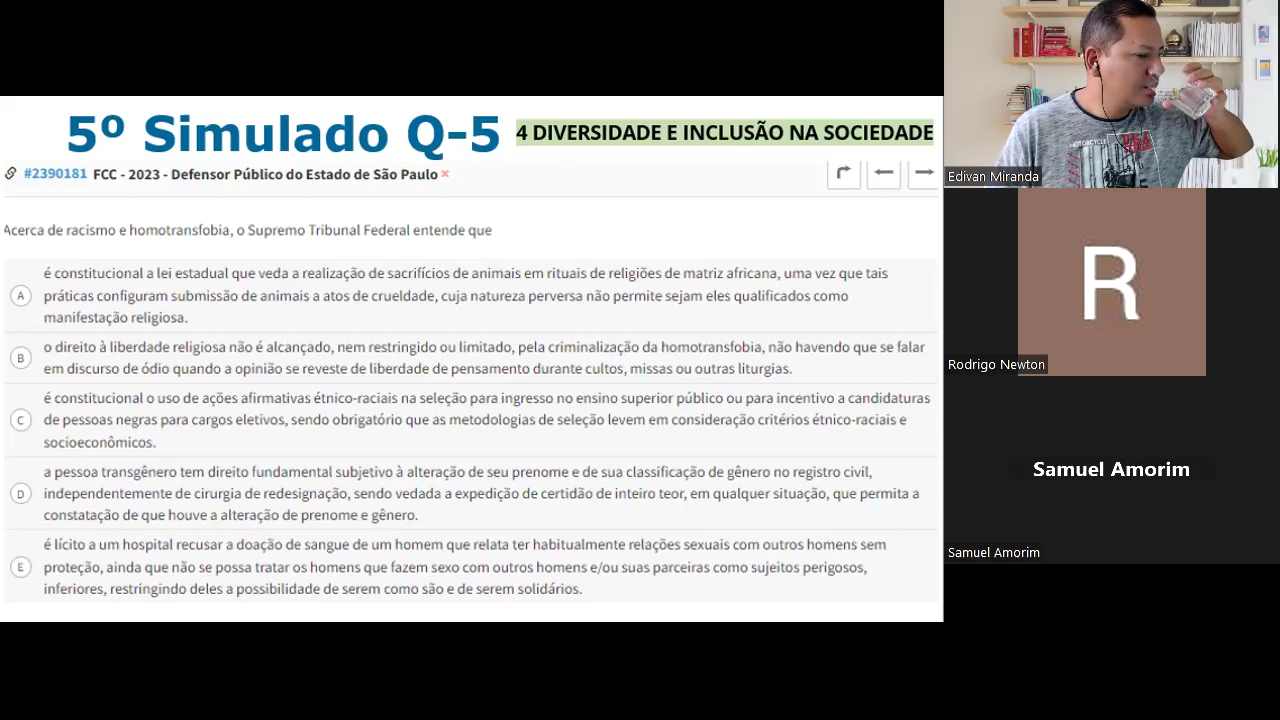 5º Simulado Q-5 4 DIVERSIDADE E INCLUSÃO NA SOCIEDADE
#2390181 FCC - 2023 - Defensor Público do Estado de São Paulo
Acerca de racismo e homotransfobia, o Supremo Tribunal Federal entende que
A é constitucional a lei estadual que veda a realização de sacrifícios de animais em rituais de religiões de matriz africana, uma vez que tais
práticas configuram submissão de animais a atos de crueldade, cuja natureza perversa não permite sejam eles qualificados como
manifestação religiosa.
B o direito à liberdade religiosa não é alcançado, nem restringido ou limitado, pela criminalização da homotransfobia, não havendo que se falar
em discurso de ódio quando a opinião se reveste de liberdade de pensamento durante cultos, missas ou outras liturgias.
C é constitucional o uso de ações afirmativas étnico-raciais na seleção para ingresso no ensino superior público ou para incentivo a candidaturas
de pessoas negras para cargos eletivos, sendo obrigatório que as metodologias de seleção levem em consideração critérios étnico-raciais e
socioeconômicos.
D a pessoa transgênero tem direito fundamental subjetivo à alteração de seu prenome e de sua classificação de gênero no registro civil,
independentemente de cirurgia de redesignação, sendo vedada a expedição de certidão de inteiro teor, em qualquer situação, que permita a
constatação de que houve a alteração de prenome e gênero.
E é lícito a um hospital recusar a doação de sangue de um homem que relata ter habitualmente relações sexuais com outros homens sem
proteção, ainda que não se possa tratar os homens que fazem sexo com outros homens e/ou suas parceiras como sujeitos perigosos,
inferiores, restringindo deles a possibilidade de serem como são e de serem solidários.
MOTORCYCLE
Edivan Miranda
R
Rodrigo Newton
Samuel Amorim
Samuel Amorim